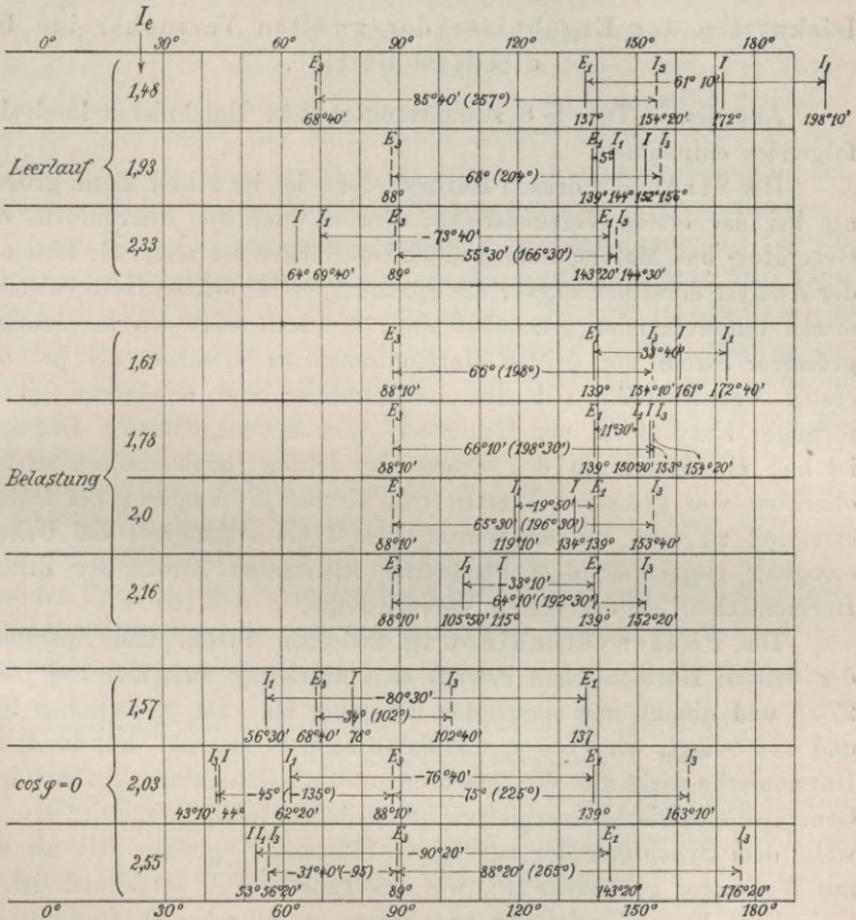 I_e
0° 30° 60° 90° 120° 150° 180°
Leerlauf
1,48
E_3 E_1 I_3 I I_1
61° 10'
85°40' (257°)
68°40' 137° 154°20' 172° 198°10'
1,93
E_3 E_1 I_1 I I_3
5°
68° (204°)
88° 139° 144° 152° 156°
2,33
I I_1 E_3 E_1 I_3
-73°40'
55°30' (166°30')
64° 69°40' 89° 143°20' 144°30'
Belastung
1,61
E_3 E_1 I_3 I I_1
33°40'
66° (198°)
88°10' 139° 154°10' 161° 172°40'
1,78
E_3 E_1 I_1 I I_3
11°30'
66°10' (198°30')
88°10' 139° 150°30' 153° 154°20'
2,0
E_3 I_1 I E_1 I_3
-19°50'
65°30' (196°30')
88°10' 119°10' 134° 139° 153°40'
2,16
E_3 I_1 I E_1 I_3
-33°10'
64°10' (192°30')
88°10' 105°50' 115° 139° 152°20'
cos φ=0
1,57
I_1 E_3 I I_3 E_1
-80°30'
34° (102°)
56°30' 68°40' 78° 102°40' 137
2,03
I_3 I I_1 E_3 E_1 I_3
-76°40'
-45° (-135°) 75° (225°)
43°10' 44° 62°20' 88°10' 139° 163°10'
2,55
I I_1 I_3 E_3 E_1 I_3
-90°20'
-31°40' (-95) 88°20' (265°)
53° 56°20' 89° 143°20' 176°20'
0° 30° 60° 90° 120° 150° 180°